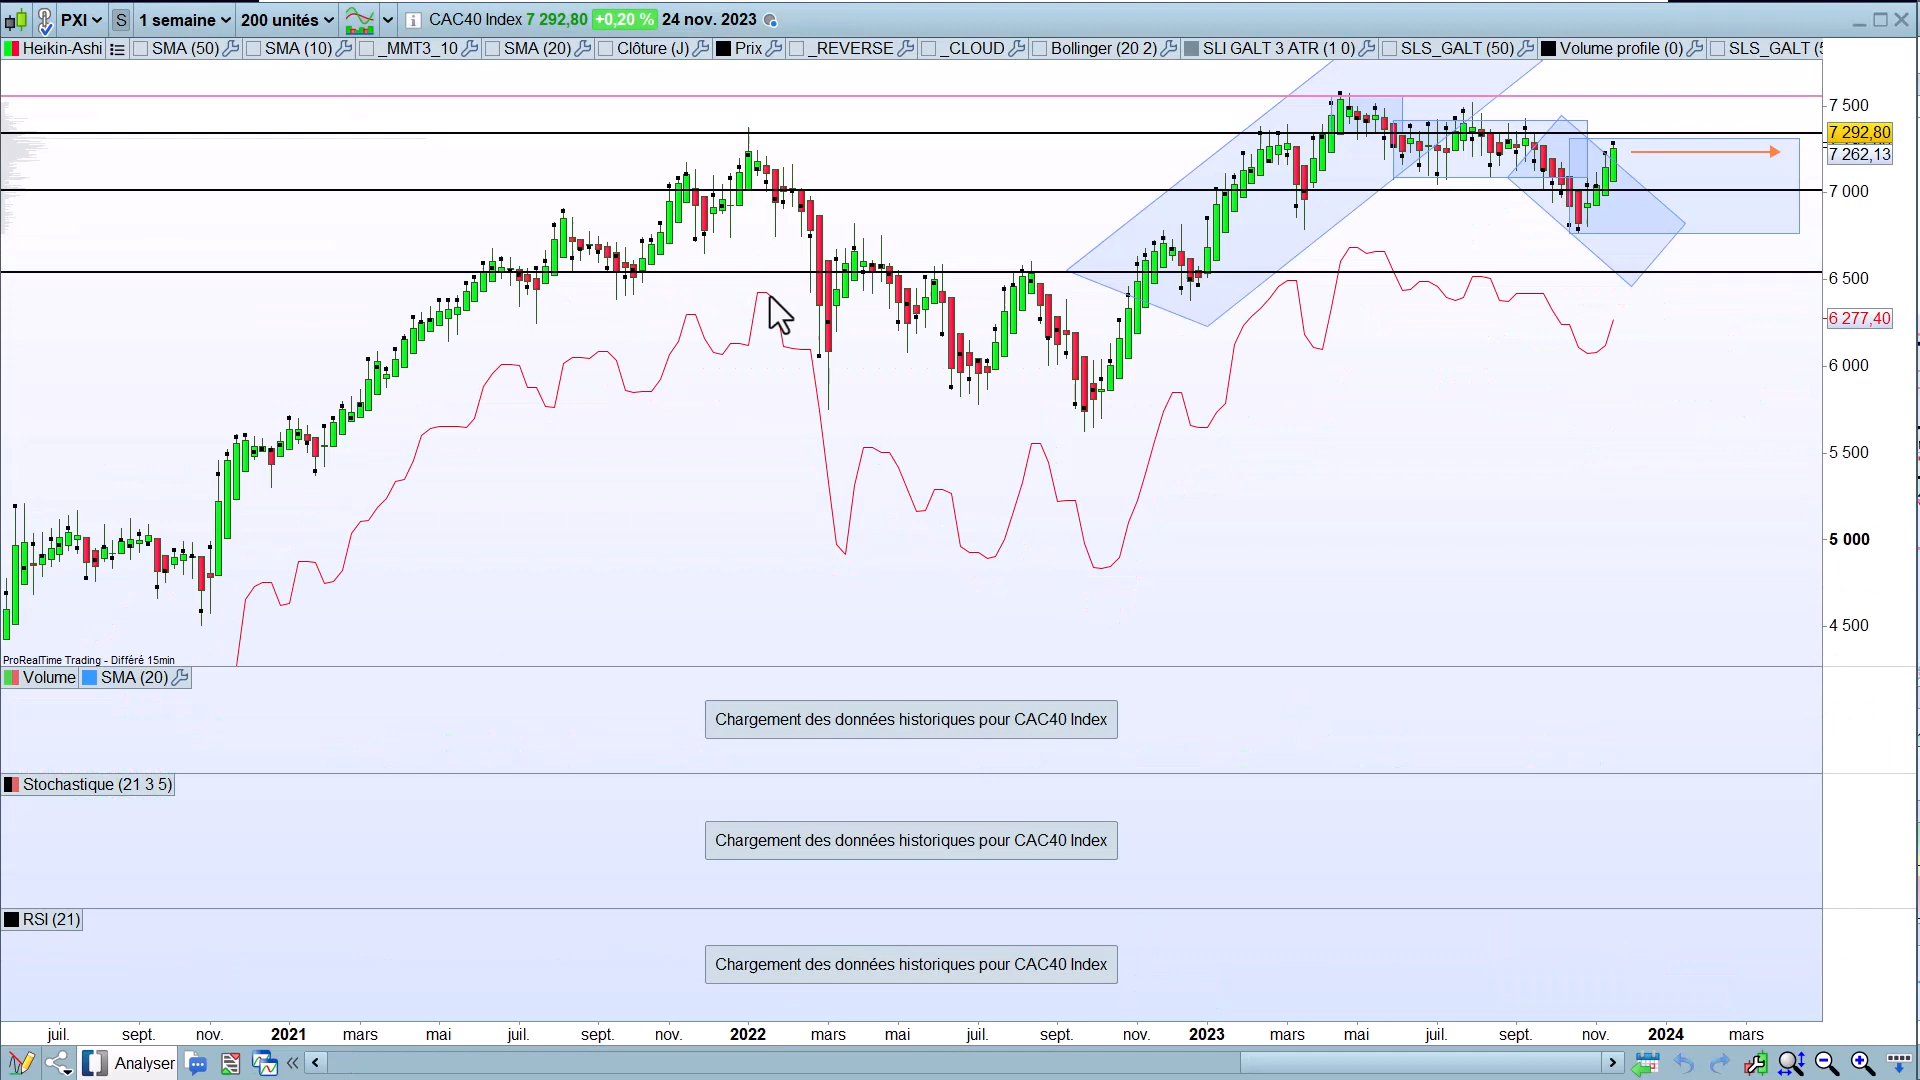 PXI S 1 semaine 200 unités CAC40 Index 7 292,80 +0,20 % 24 nov. 2023
Heikin-Ashi SMA (50) SMA (10) _MMT3_10 SMA (20) Clôture (J) Prix _REVERSE _CLOUD Bollinger (20 2) SLI GALT 3 ATR (1 0) SLS_GALT (50) Volume profile (0) SLS_GALT (5
7 500
7 292,80
7 262,13
7 000
6 500
6 277,40
6 000
5 500
5 000
4 500
ProRealTime Trading - Différé 15min
Volume SMA (20)
Chargement des données historiques pour CAC40 Index
Stochastique (21 3 5)
Chargement des données historiques pour CAC40 Index
RSI (21)
Chargement des données historiques pour CAC40 Index
juil. sept. nov. 2021 mars mai juil. sept. nov. 2022 mars mai juil. sept. nov. 2023 mars mai juil. sept. nov. 2024 mars
Analyser